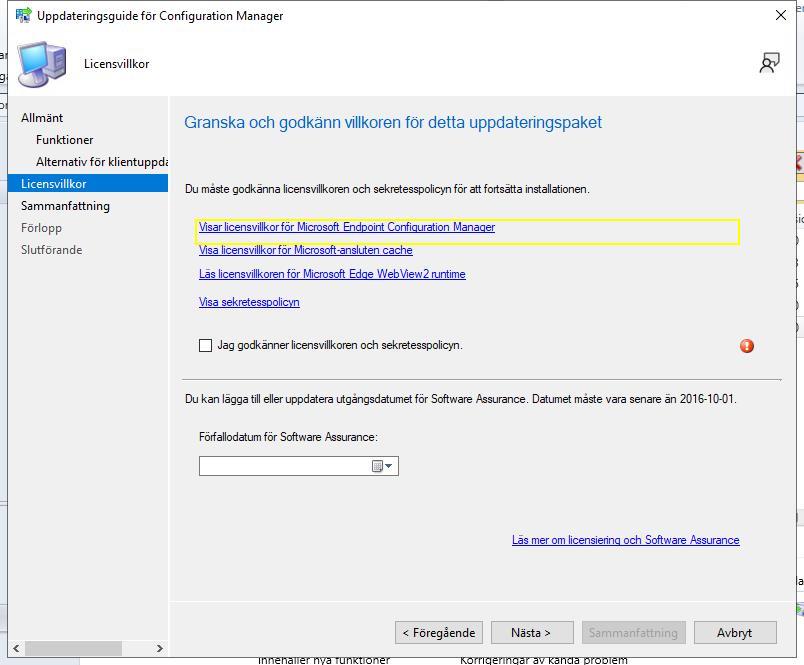 Uppdateringsguide för Configuration Manager
Licensvillkor
Allmänt
Funktioner
Alternativ för klientuppda
Licensvillkor
Sammanfattning
Förlopp
Slutförande
Granska och godkänn villkoren för detta uppdateringspaket
Du måste godkänna licensvillkoren och sekretesspolicyn för att fortsätta installationen.
Visar licensvillkor för Microsoft Endpoint Configuration Manager
Visa licensvillkor för Microsoft-ansluten cache
Läs licensvillkoren för Microsoft Edge WebView2 runtime
Visa sekretesspolicyn
Jag godkänner licensvillkoren och sekretesspolicyn.
Du kan lägga till eller uppdatera utgångsdatumet för Software Assurance. Datumet måste vara senare än 2016-10-01.
Förfallodatum för Software Assurance:
Läs mer om licensiering och Software Assurance
< Föregående Nästa > Sammanfattning Avbryt
Innehåller nya funktioner Korrigeringar av kända problem